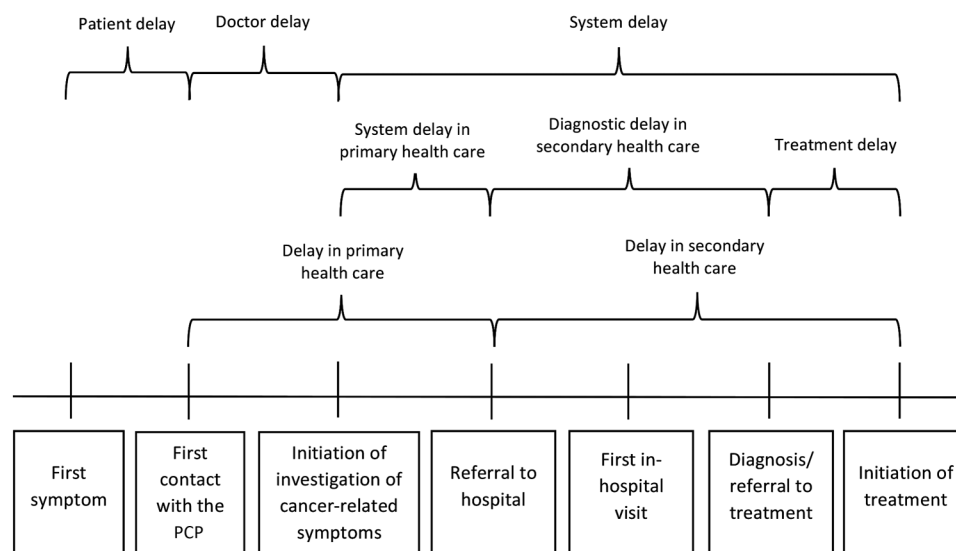 Patient delay
Doctor delay
System delay
System delay in
primary health care
Diagnostic delay in
secondary health care
Treatment delay
Delay in primary
health care
Delay in secondary
health care
First
symptom
First
contact
with the
PCP
Initiation of
investigation of
cancer-related
symptoms
Referral to
hospital
First in-
hospital
visit
Diagnosis/
referral to
treatment
Initiation of
treatment